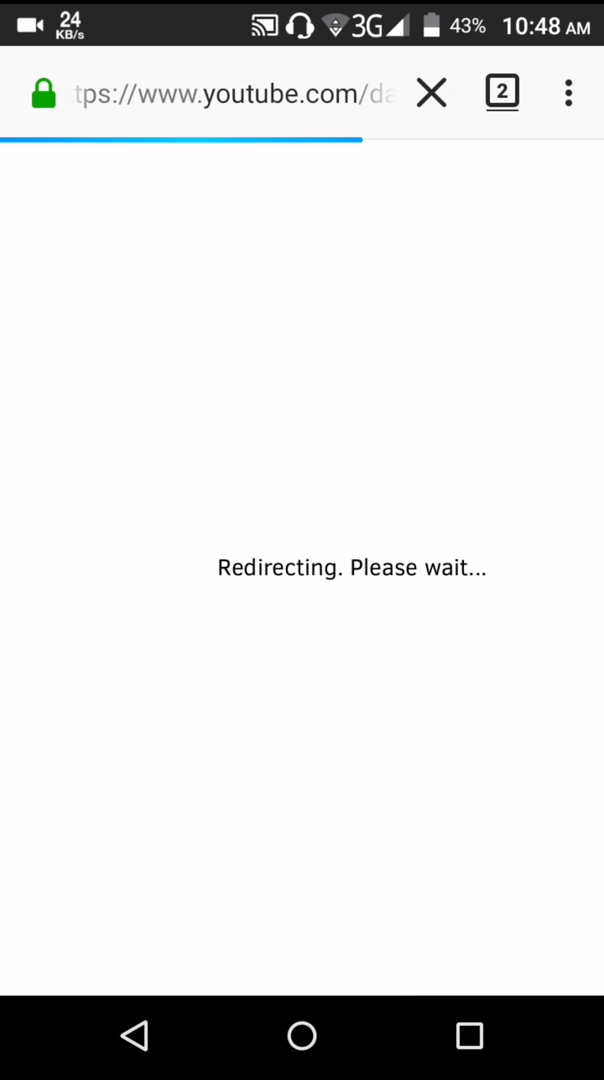 24
KB/s
3G
43%
10:48 AM
tps://www.youtube.com/da
2
Redirecting. Please wait...